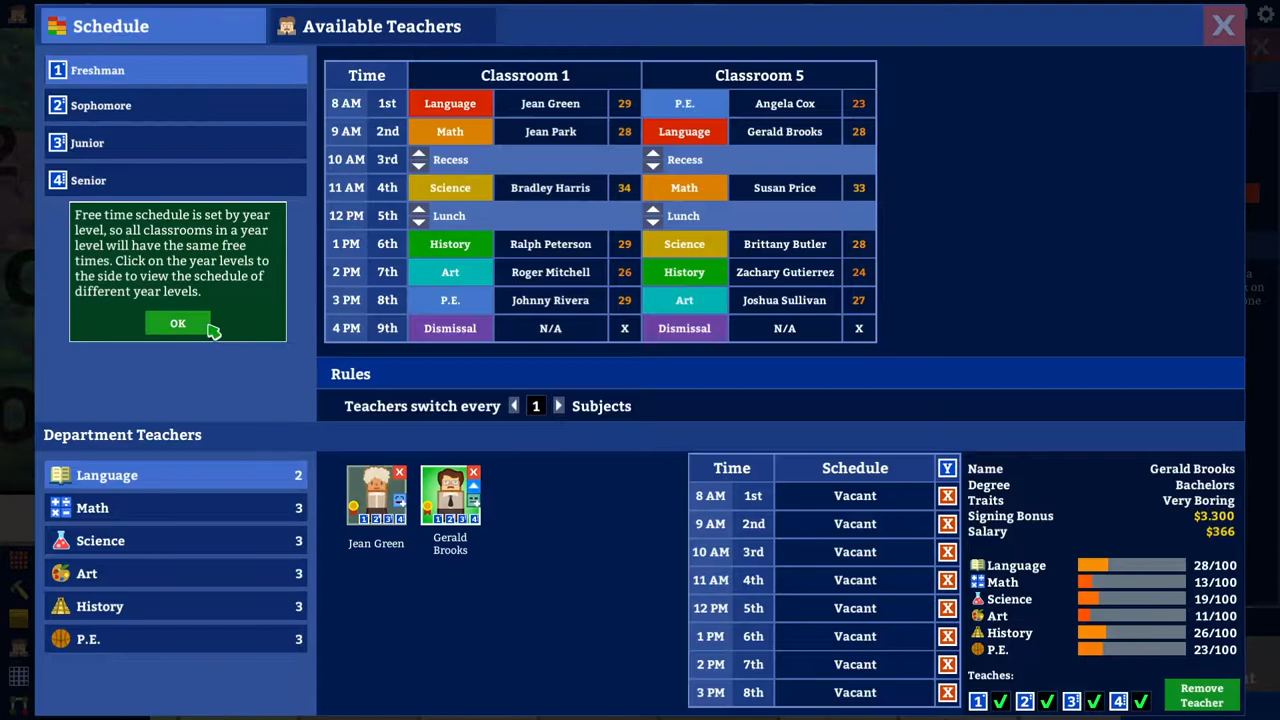 Schedule
Available Teachers
X
1 Freshman
2 Sophomore
3 Junior
4 Senior
Free time schedule is set by year
level, so all classrooms in a year
level will have the same free
times. Click on the year levels to
the side to view the schedule of
different year levels.
OK
Time Classroom 1 Classroom 5
8 AM 1st Language Jean Green 29 P.E. Angela Cox 23
9 AM 2nd Math Jean Park 28 Language Gerald Brooks 28
10 AM 3rd Recess Recess
11 AM 4th Science Bradley Harris 34 Math Susan Price 33
12 PM 5th Lunch Lunch
1 PM 6th History Ralph Peterson 29 Science Brittany Butler 28
2 PM 7th Art Roger Mitchell 26 History Zachary Gutierrez 24
3 PM 8th P.E. Johnny Rivera 29 Art Joshua Sullivan 27
4 PM 9th Dismissal N/A X Dismissal N/A X
Rules
Teachers switch every 1 Subjects
Department Teachers
Language 2
Math 3
Science 3
Art 3
History 3
P.E. 3
1 2 3 4
Jean Green
1 2 3 4
Gerald
Brooks
Time Schedule Y
8 AM 1st Vacant X
9 AM 2nd Vacant X
10 AM 3rd Vacant X
11 AM 4th Vacant X
12 PM 5th Vacant X
1 PM 6th Vacant X
2 PM 7th Vacant X
3 PM 8th Vacant X
Name Gerald Brooks
Degree Bachelors
Traits Very Boring
Signing Bonus $3.300
Salary $366
Language 28/100
Math 13/100
Science 19/100
Art 11/100
History 26/100
P.E. 23/100
Teaches:
1 2 3 4
Remove
Teacher